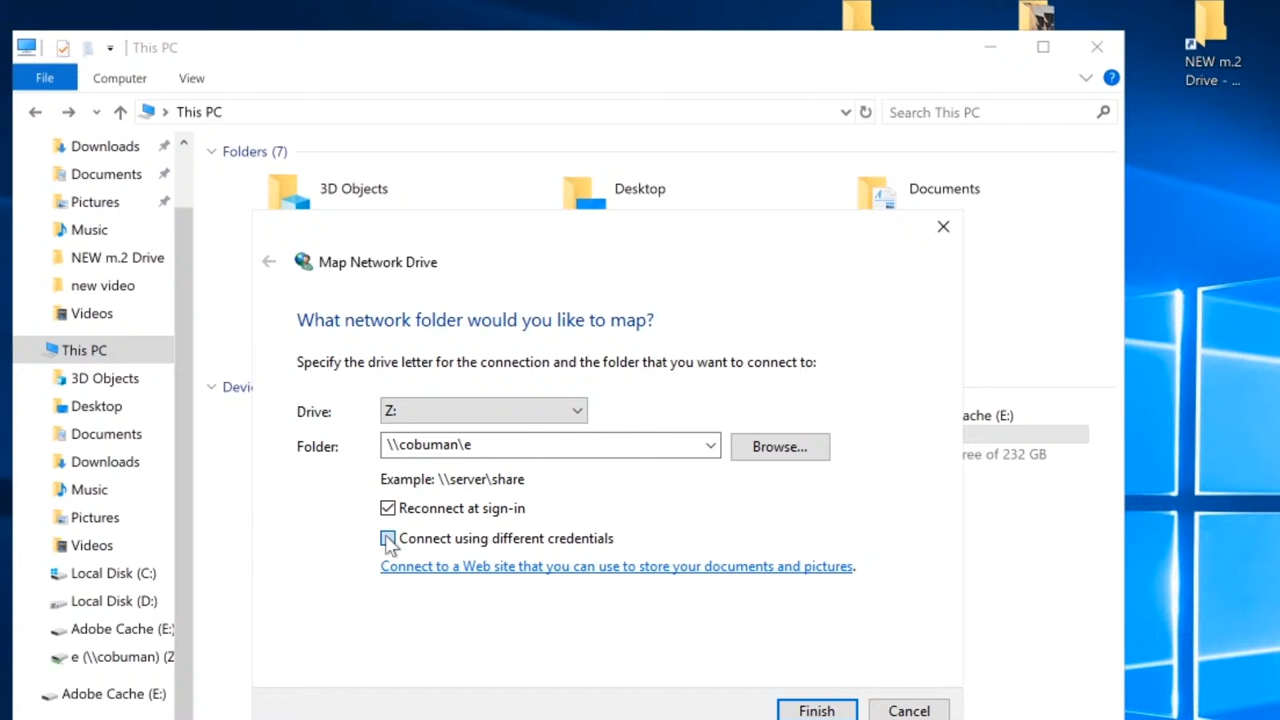 NEW m.2
Drive - ...
This PC
File
Computer
View
This PC
Search This PC
Downloads
Documents
Pictures
Music
NEW m.2 Drive
new video
Videos
This PC
3D Objects
Desktop
Documents
Downloads
Music
Pictures
Videos
Local Disk (C:)
Local Disk (D:)
Adobe Cache (E:)
e (\\cobuman) (Z
Adobe Cache (E:)
Folders (7)
3D Objects
Desktop
Documents
Devi
ache (E:)
ree of 232 GB
Map Network Drive
What network folder would you like to map?
Specify the drive letter for the connection and the folder that you want to connect to:
Drive:
Z:
Folder:
\\cobuman\e
Browse...
Example: \\server\share
Reconnect at sign-in
Connect using different credentials
Connect to a Web site that you can use to store your documents and pictures.
Finish
Cancel